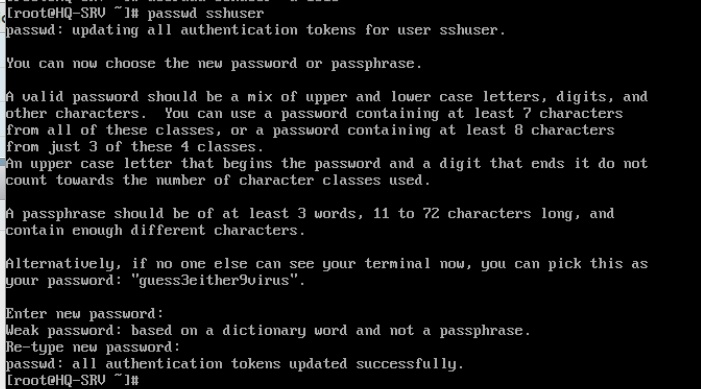 [root@HQ-SRV ~]# passwd sshuser
passwd: updating all authentication tokens for user sshuser.
You can now choose the new password or passphrase.
A valid password should be a mix of upper and lower case letters, digits, and
other characters.  You can use a password containing at least 7 characters
from all of these classes, or a password containing at least 8 characters
from just 3 of these 4 classes.
An upper case letter that begins the password and a digit that ends it do not
count towards the number of character classes used.
A passphrase should be of at least 3 words, 11 to 72 characters long, and
contain enough different characters.
Alternatively, if no one else can see your terminal now, you can pick this as
your password: "guess3either9virus".
Enter new password:
Weak password: based on a dictionary word and not a passphrase.
Re-type new password:
passwd: all authentication tokens updated successfully.
[root@HQ-SRV ~]#